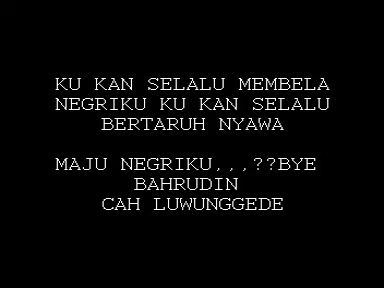 KU KAN SELALU MEMBELA
NEGRIKU KU KAN SELALU
BERTARUH NYAWA
MAJU NEGRIKU,,,??BYE
BAHRUDIN
CAH LUWUNGGEDE